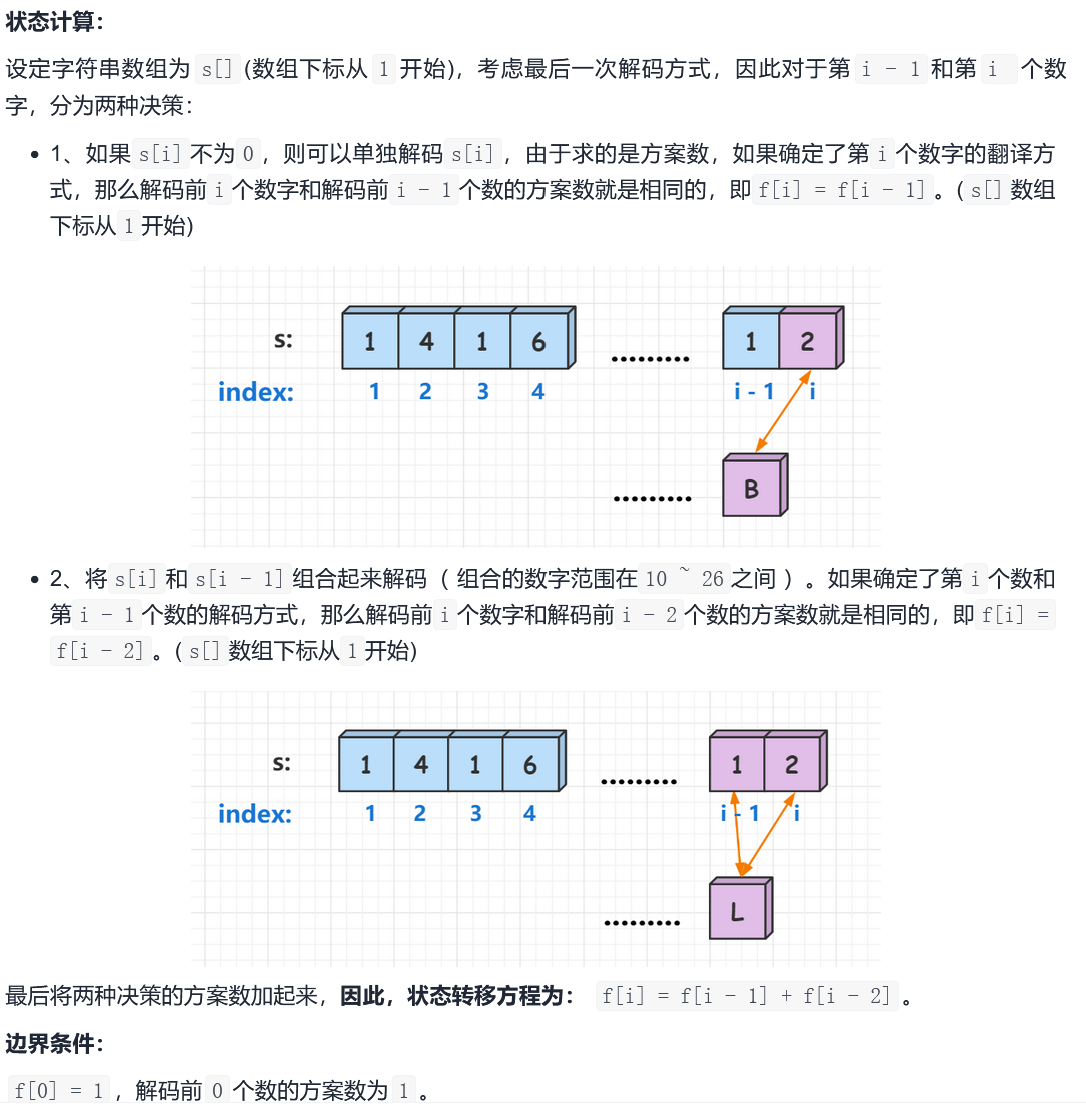 状态计算：
设定字符串数组为 s[] (数组下标从 1 开始)，考虑最后一次解码方式，因此对于第 i - 1 和第 i 个数
字，分为两种决策：
• 1、如果 s[i] 不为 0 ，则可以单独解码 s[i] ，由于求的是方案数，如果确定了第 i 个数字的翻译方
式，那么解码前 i 个数字和解码前 i - 1 个数的方案数就是相同的，即 f[i] = f[i - 1] 。( s[] 数组
下标从 1 开始)
s: 1 4 1 6 ......... 1 2
index: 1 2 3 4 i - 1 i
......... B
• 2、将 s[i] 和 s[i - 1] 组合起来解码（ 组合的数字范围在 10 ~ 26 之间 ）。如果确定了第 i 个数和
第 i - 1 个数的解码方式，那么解码前 i 个数字和解码前 i - 2 个数的方案数就是相同的，即 f[i] =
f[i - 2] 。( s[] 数组下标从 1 开始)
s: 1 4 1 6 ......... 1 2
index: 1 2 3 4 i - 1 i
......... L
最后将两种决策的方案数加起来，因此，状态转移方程为： f[i] = f[i - 1] + f[i - 2] 。
边界条件：
f[0] = 1 ，解码前 0 个数的方案数为 1 。